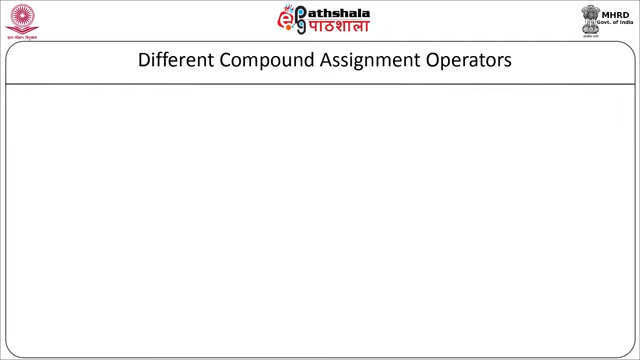 ePathshala
पाठशाला
MHRD
Govt. of India
Different Compound Assignment Operators